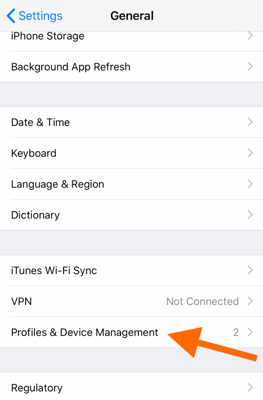 Settings General
iPhone Storage
Background App Refresh
Date & Time
Keyboard
Language & Region
Dictionary
iTunes Wi-Fi Sync
VPN Not Connected
Profiles & Device Management 2
Regulatory